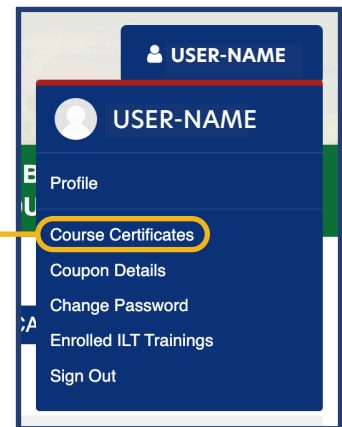 USER-NAME
USER-NAME
Profile
Course Certificates
Coupon Details
Change Password
Enrolled ILT Trainings
Sign Out